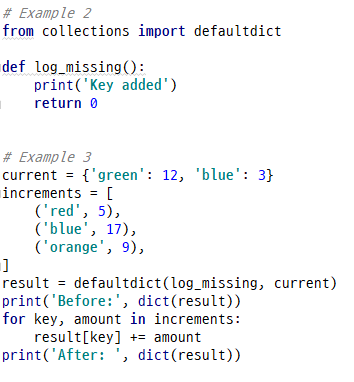 # Example 2
from collections import defaultdict
def log_missing():
    print('Key added')
    return 0
# Example 3
current = {'green': 12, 'blue': 3}
increments = [
    ('red', 5),
    ('blue', 17),
    ('orange', 9),
]
result = defaultdict(log_missing, current)
print('Before:', dict(result))
for key, amount in increments:
    result[key] += amount
print('After: ', dict(result))